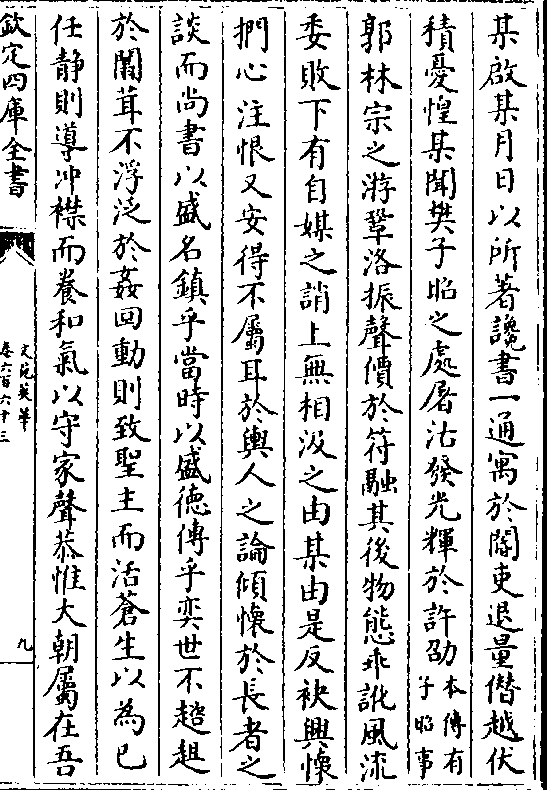 某啟某月日以所著讒書一通寓於閽吏退量僭越伏
積憂惶某聞樊子昭之處屠沽發光輝於許劭本傳有子昭事
郭林宗之游鞏洛振聲價於符融其後物態乖訛風流
委敗下有自媒之誚上無相汲之由某由是反袂興懷
捫心注恨又安得不屬耳於輿人之論傾懷於長者之
談而尚書以盛名鎮乎當時以盛德傳乎奕世不趑趄
於闒茸不浮泛於姦回動則致聖主而活蒼生以為己
任靜則導冲襟而養和氣以守家聲恭惟大朝屬在吾
欽定四庫全書
文苑英華
卷六百六十三
九